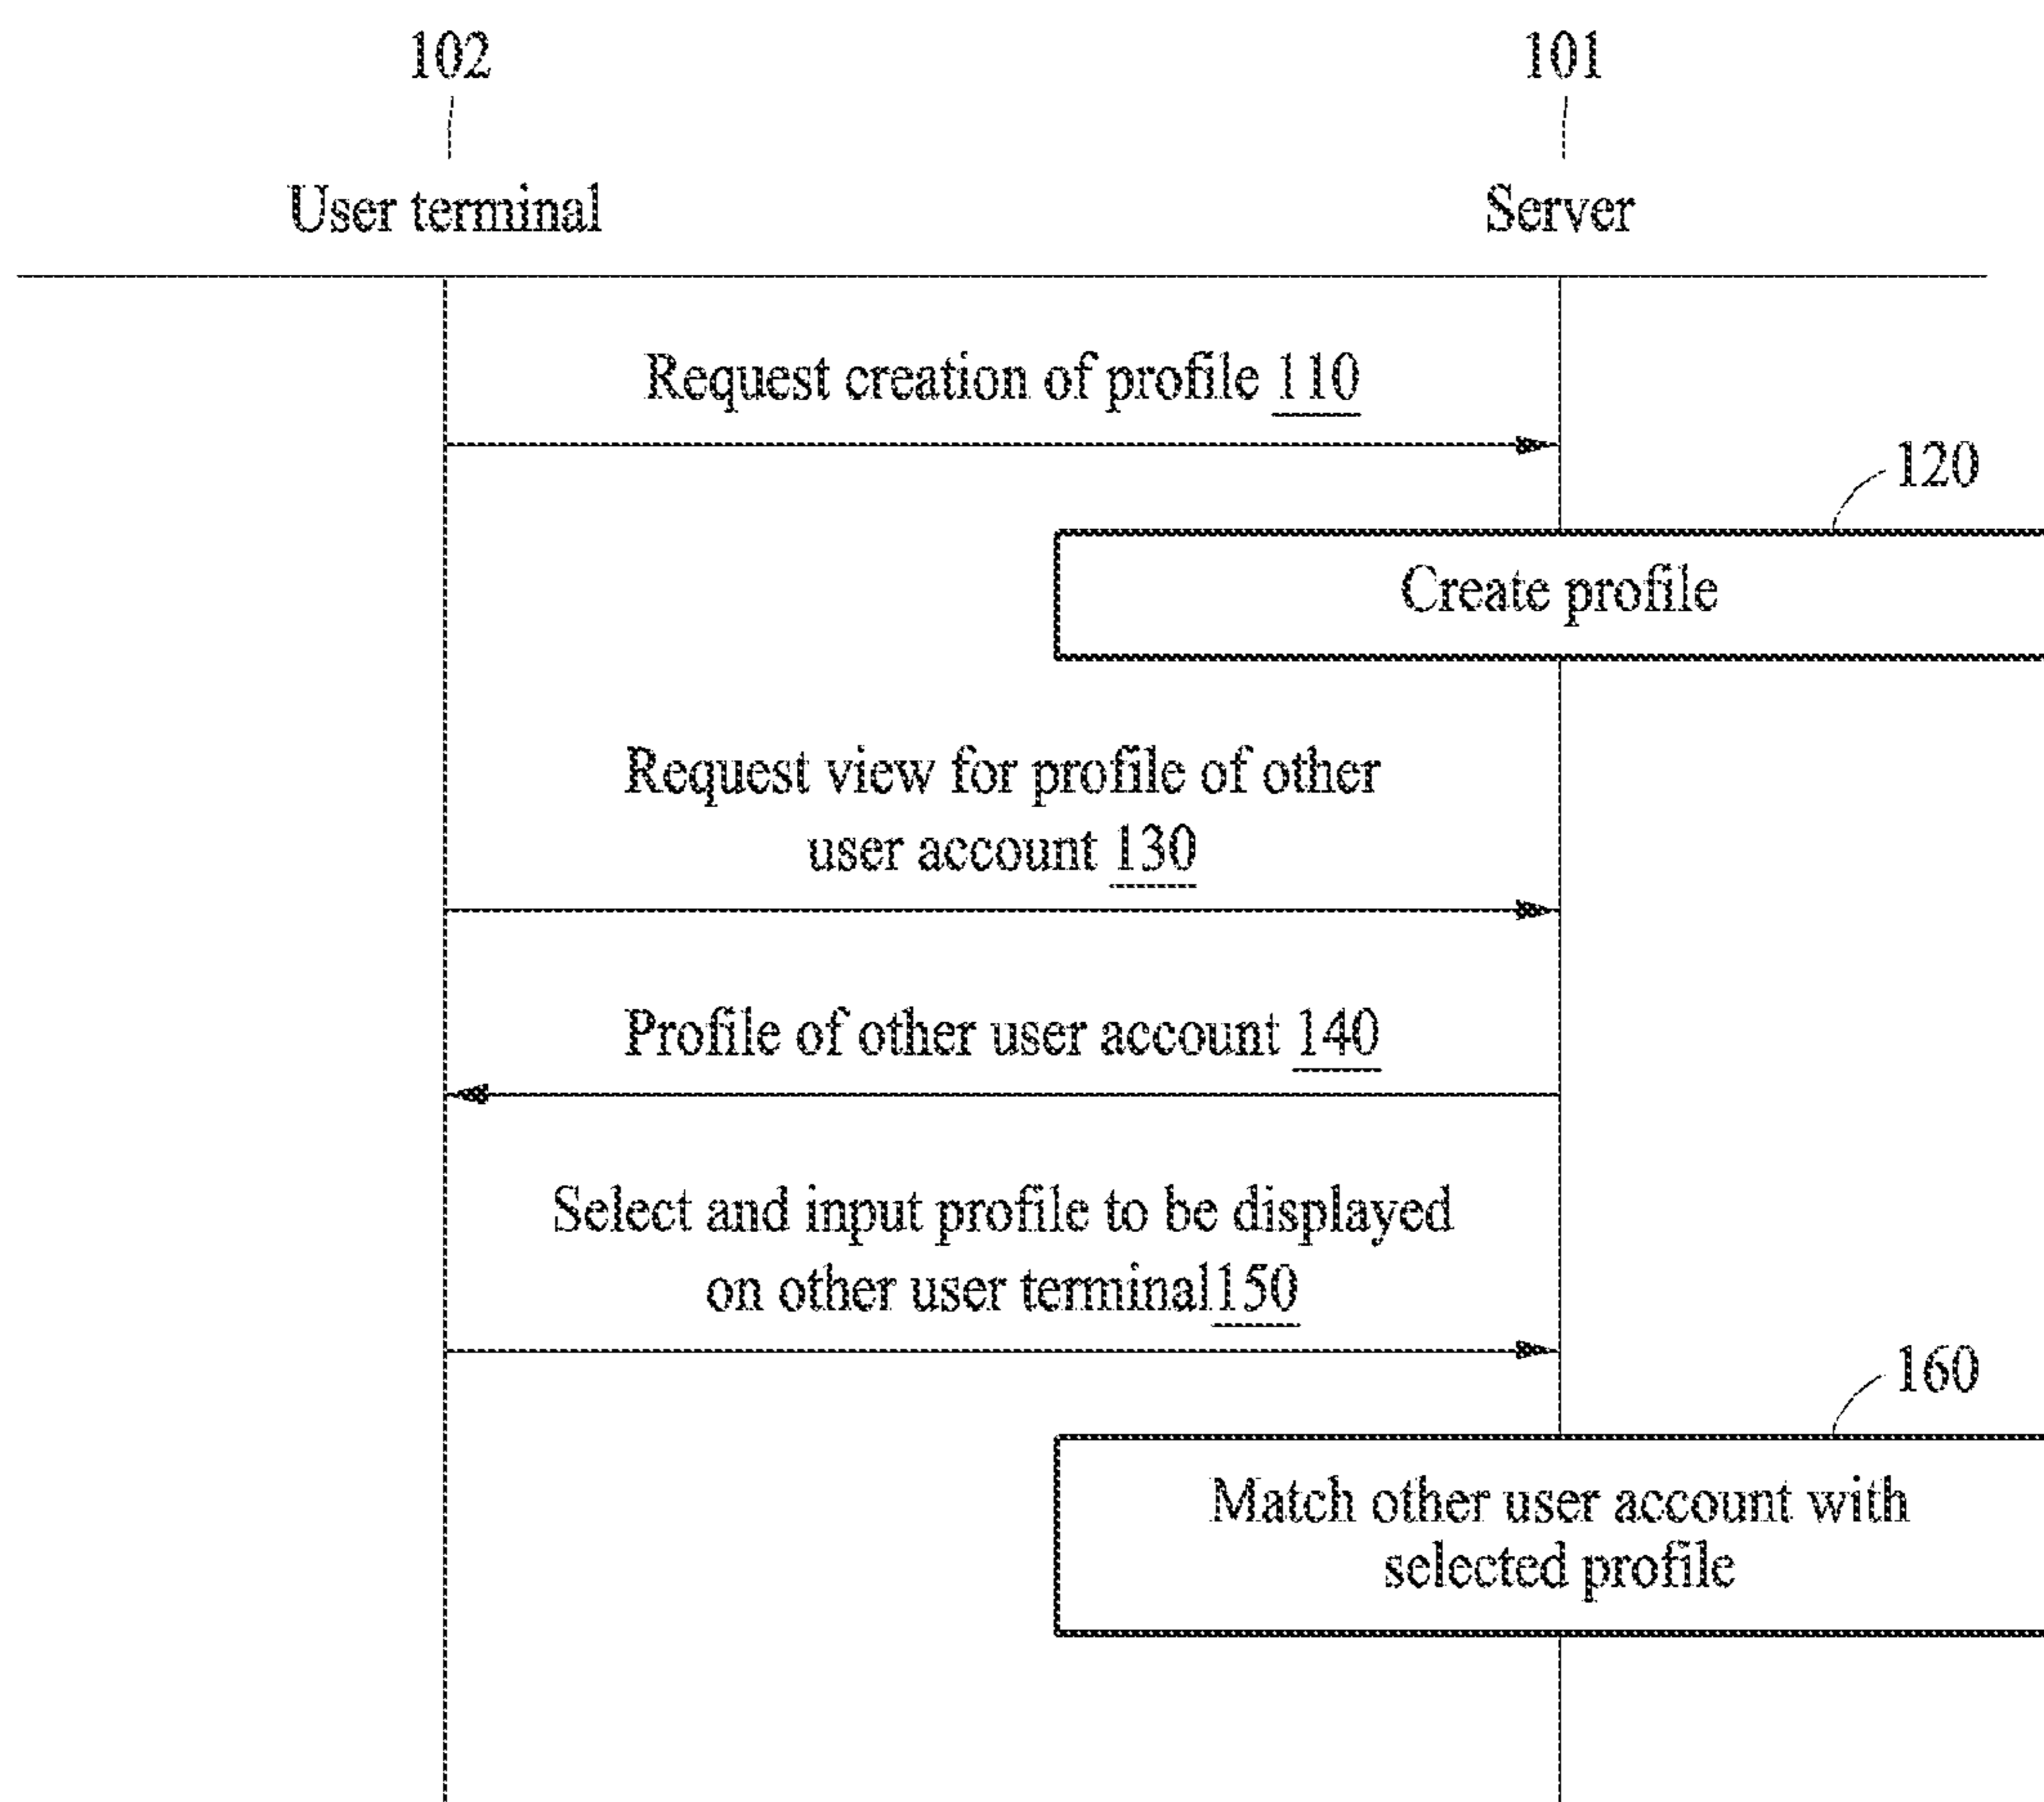 102
101
User terminal
Server
Request creation of profile 110
120
Create profile
Request view for profile of other
user account 130
Profile of other user account 140
Select and input profile to be displayed
on other user terminal 150
160
Match other user account with
selected profile